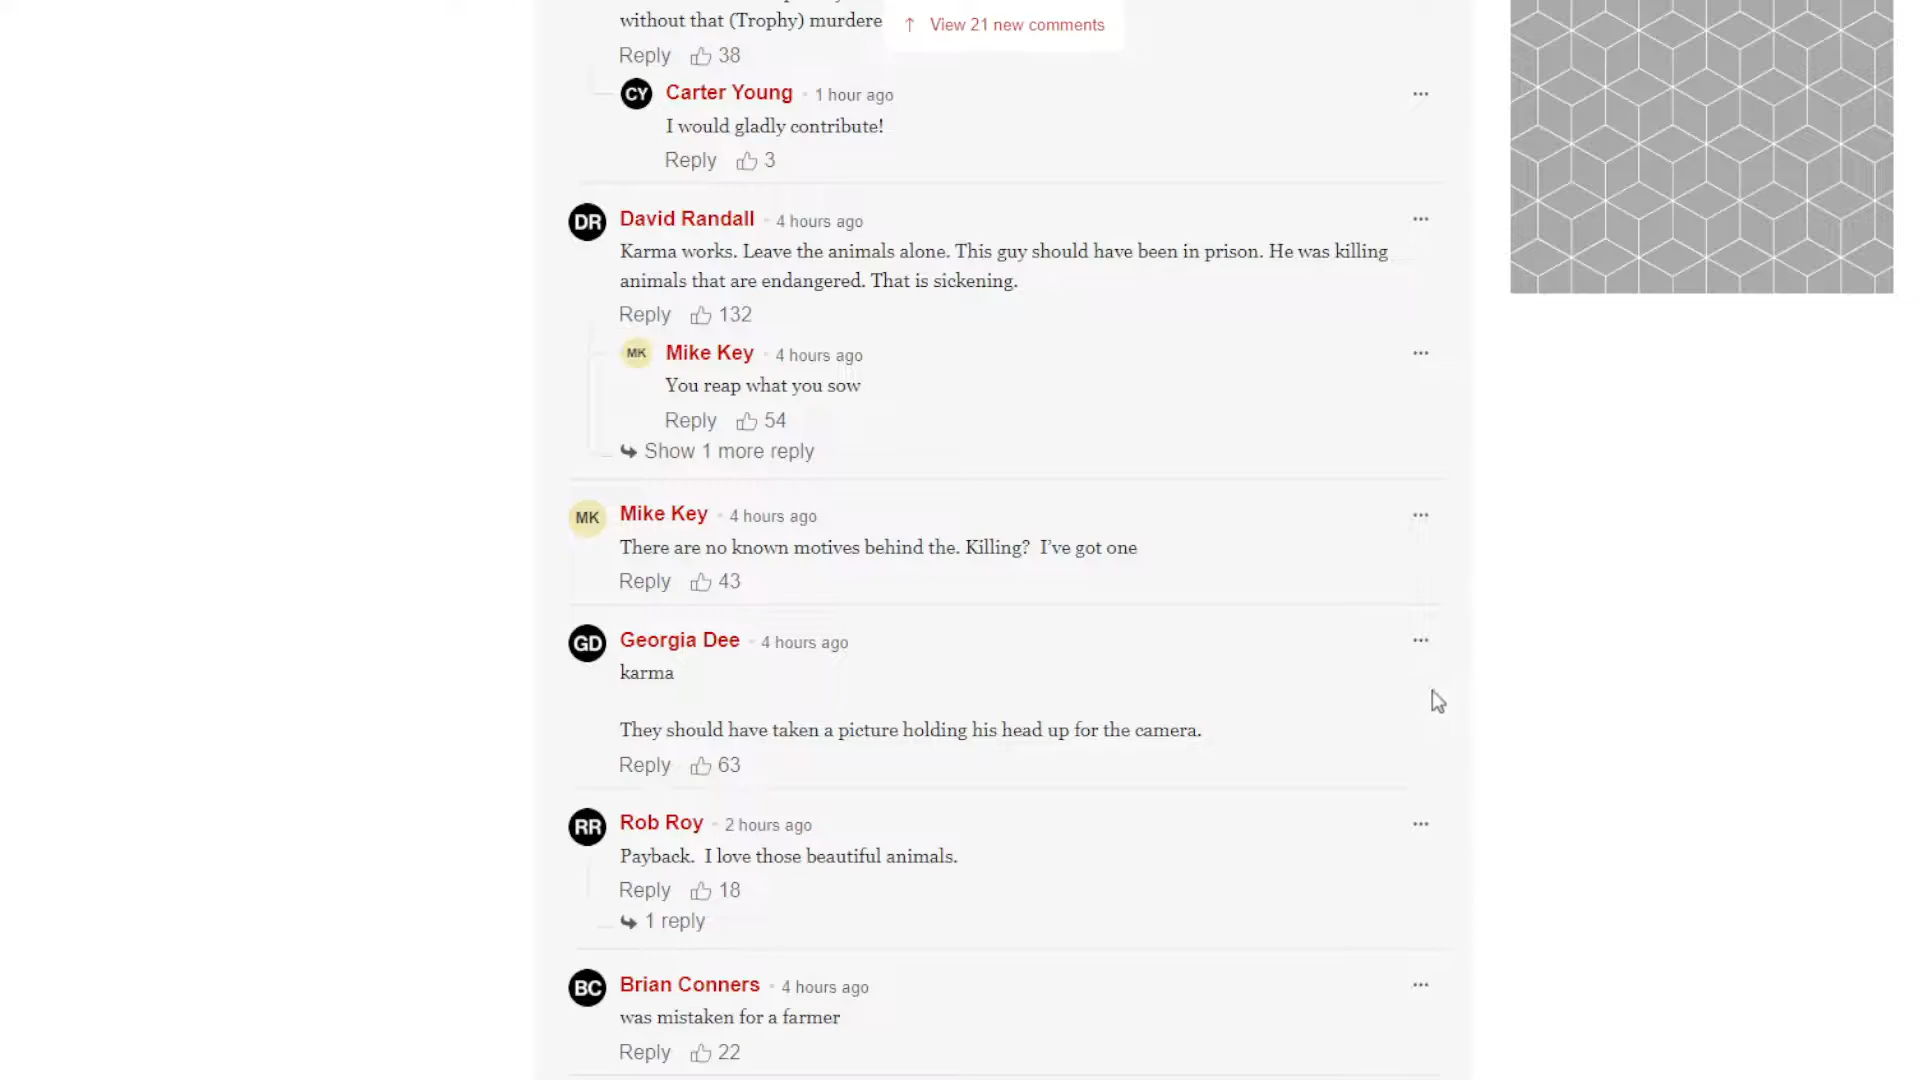 without that (Trophy) murdere
↑ View 21 new comments
Reply 38
CY Carter Young · 1 hour ago ...
I would gladly contribute!
Reply 3
DR David Randall · 4 hours ago ...
Karma works. Leave the animals alone. This guy should have been in prison. He was killing
animals that are endangered. That is sickening.
Reply 132
MK Mike Key · 4 hours ago ...
You reap what you sow
Reply 54
Show 1 more reply
MK Mike Key · 4 hours ago ...
There are no known motives behind the. Killing? I've got one
Reply 43
GD Georgia Dee · 4 hours ago ...
karma
They should have taken a picture holding his head up for the camera.
Reply 63
RR Rob Roy · 2 hours ago ...
Payback. I love those beautiful animals.
Reply 18
1 reply
BC Brian Conners · 4 hours ago ...
was mistaken for a farmer
Reply 22